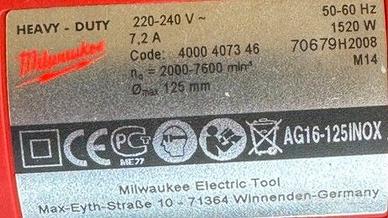 HEAVY - DUTY 220-240 V ~ 50-60 Hz
7,2 A 1520 W
Milwaukee Code: 4000 4073 46 70679H2008
n₀ = 2000-7600 min⁻¹ M14
Ømax 125 mm
CE PCT ME77 AG16-125INOX
Milwaukee Electric Tool
Max-Eyth-Straße 10 - 71364 Winnenden-Germany